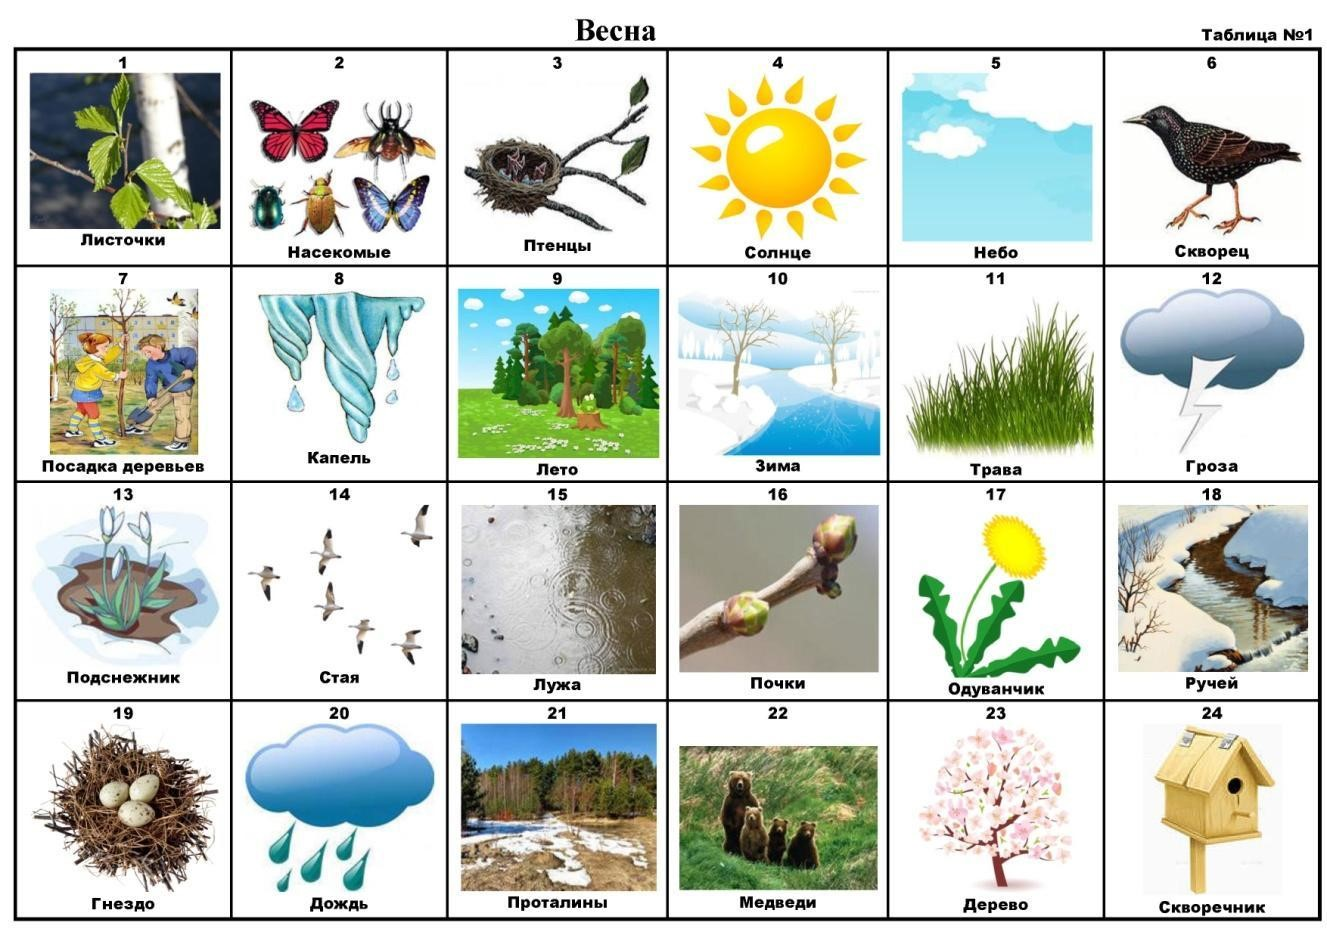 Весна
Таблица №1
1
2
3
4
5
6
Листочки
Насекомые
Птенцы
Солнце
Небо
Скворец
7
8
9
10
11
12
Посадка деревьев
Капель
Лето
Зима
Трава
Гроза
13
14
15
16
17
18
Подснежник
Стая
Лужа
Почки
Одуванчик
Ручей
19
20
21
22
23
24
Гнездо
Дождь
Проталины
Медведи
Дерево
Скворечник